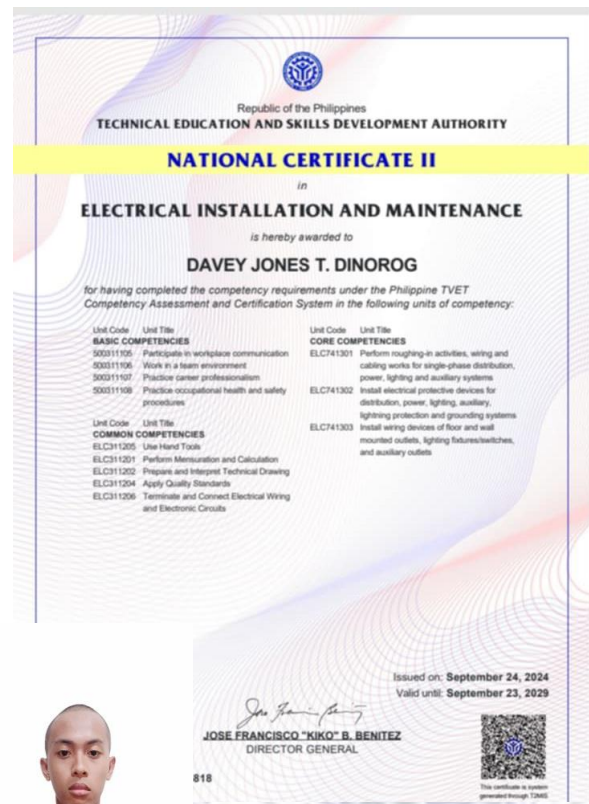 Republic of the Philippines
TECHNICAL EDUCATION AND SKILLS DEVELOPMENT AUTHORITY
NATIONAL CERTIFICATE II
in
ELECTRICAL INSTALLATION AND MAINTENANCE
is hereby awarded to
DAVEY JONES T. DINOROG
for having completed the competency requirements under the Philippine TVET
Competency Assessment and Certification System in the following units of competency:
Unit Code Unit Title
BASIC COMPETENCIES
500311105 Participate in workplace communication
500311106 Work in a team environment
500311107 Practice career professionalism
500311108 Practice occupational health and safety
procedures
Unit Code Unit Title
COMMON COMPETENCIES
ELC311205 Use Hand Tools
ELC311201 Perform Mensuration and Calculation
ELC311202 Prepare and Interpret Technical Drawing
ELC311204 Apply Quality Standards
ELC311206 Terminate and Connect Electrical Wiring
and Electronic Circuits
Unit Code Unit Title
CORE COMPETENCIES
ELC741301 Perform roughing-in activities, wiring and
cabling works for single-phase distribution,
power, lighting and auxiliary systems
ELC741302 Install electrical protective devices for
distribution, power, lighting, auxiliary,
lightning protection and grounding systems
ELC741303 Install wiring devices of floor and wall
mounted outlets, lighting fixtures/switches,
and auxiliary outlets
Issued on: September 24, 2024
Valid until: September 23, 2029
JOSE FRANCISCO "KIKO" B. BENITEZ
DIRECTOR GENERAL
818
This certificate is system
generated through T2MIS